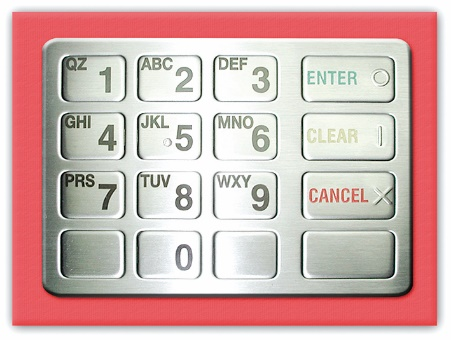 QZ 1 ABC 2 DEF 3 ENTER
GHI 4 JKL 5 MNO 6 CLEAR
PRS 7 TUV 8 WXY 9 CANCEL
0